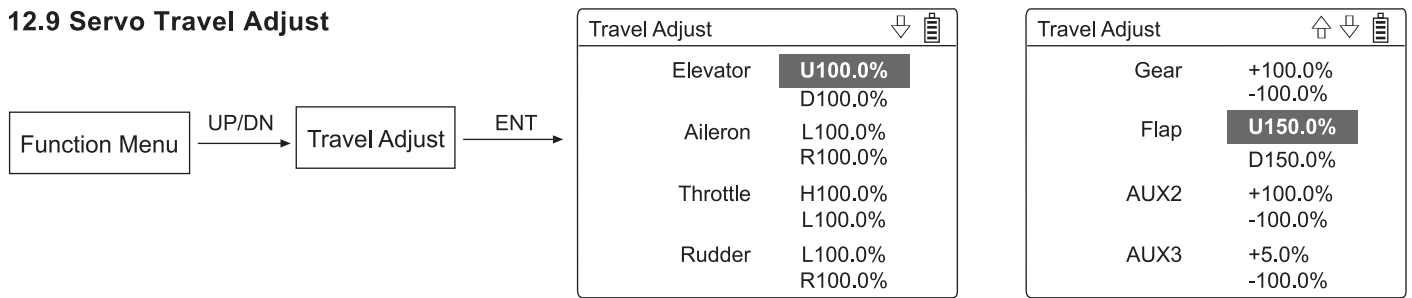 12.9 Servo Travel Adjust
Function Menu
UP/DN
Travel Adjust
ENT
Travel Adjust
Elevator U100.0%
D100.0%
Aileron L100.0%
R100.0%
Throttle H100.0%
L100.0%
Rudder L100.0%
R100.0%
Travel Adjust
Gear +100.0%
-100.0%
Flap U150.0%
D150.0%
AUX2 +100.0%
-100.0%
AUX3 +5.0%
-100.0%